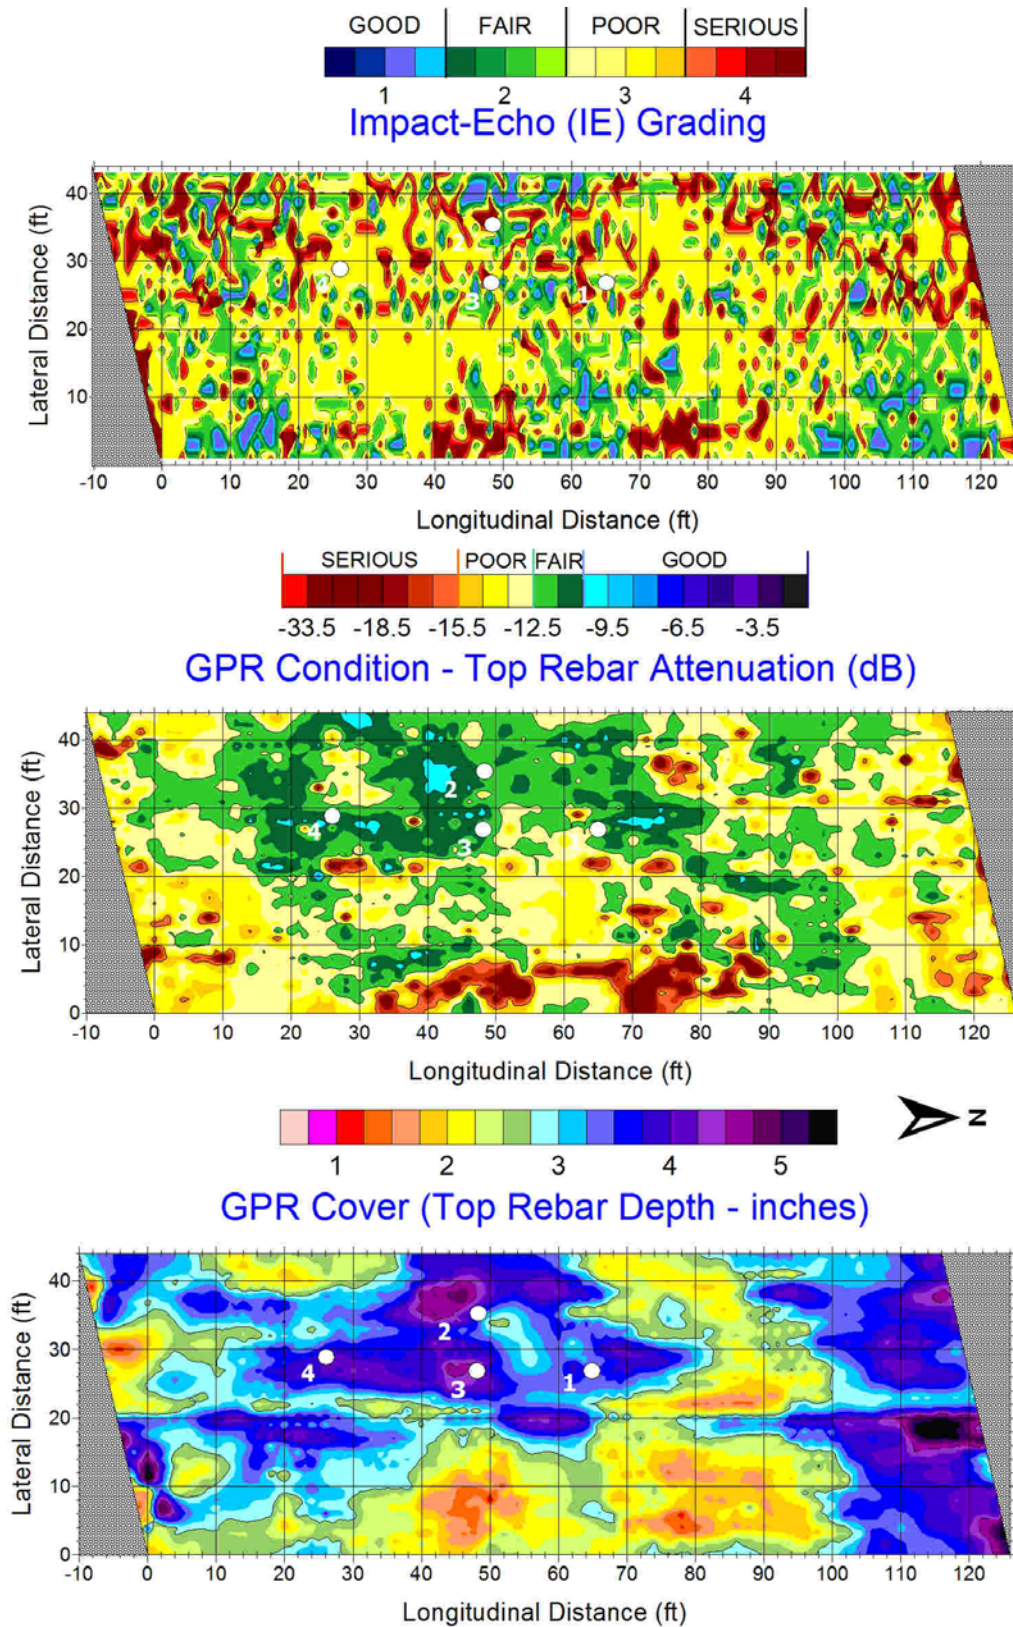 GOOD FAIR POOR SERIOUS
1 2 3 4
Impact-Echo (IE) Grading
Lateral Distance (ft)
40
30
20
10
-10 0 10 20 30 40 50 60 70 80 90 100 110 120
2
4
3
1
Longitudinal Distance (ft)
SERIOUS POOR FAIR GOOD
-33.5 -18.5 -15.5 -12.5 -9.5 -6.5 -3.5
GPR Condition - Top Rebar Attenuation (dB)
Lateral Distance (ft)
40
30
20
10
0
-10 0 10 20 30 40 50 60 70 80 90 100 110 120
2
4
3
1
Longitudinal Distance (ft)
N
1 2 3 4 5
GPR Cover (Top Rebar Depth - inches)
Lateral Distance (ft)
40
30
20
10
0
-10 0 10 20 30 40 50 60 70 80 90 100 110 120
2
4
3
1
Longitudinal Distance (ft)